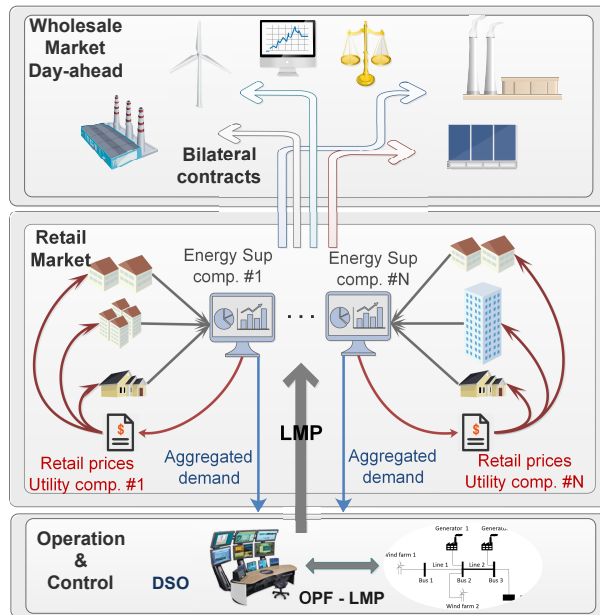 Wholesale
Market
Day-ahead
Bilateral
contracts
Retail
Market
Energy Sup
comp. #1
Energy Sup
comp. #N
. . .
$
$
LMP
Retail prices
Utility comp. #1
Aggregated
demand
Aggregated
demand
Retail prices
Utility comp. #N
Operation
&
Control
DSO
OPF - LMP
Generator 1
Wind farm 1
Line 1
Line 2
Bus 1
Bus 2
Bus 3
Wind farm 2